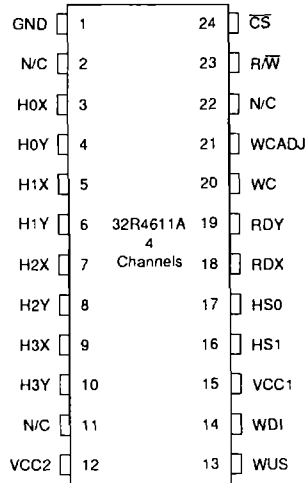 GND 1 24 C̅S̅
N/C 2 23 R/W̅
H0X 3 22 N/C
H0Y 4 21 WCADJ
H1X 5 20 WC
H1Y 6 32R4611A 19 RDY
4
H2X 7 Channels 18 RDX
H2Y 8 17 HS0
H3X 9 16 HS1
H3Y 10 15 VCC1
N/C 11 14 WDI
VCC2 12 13 WUS